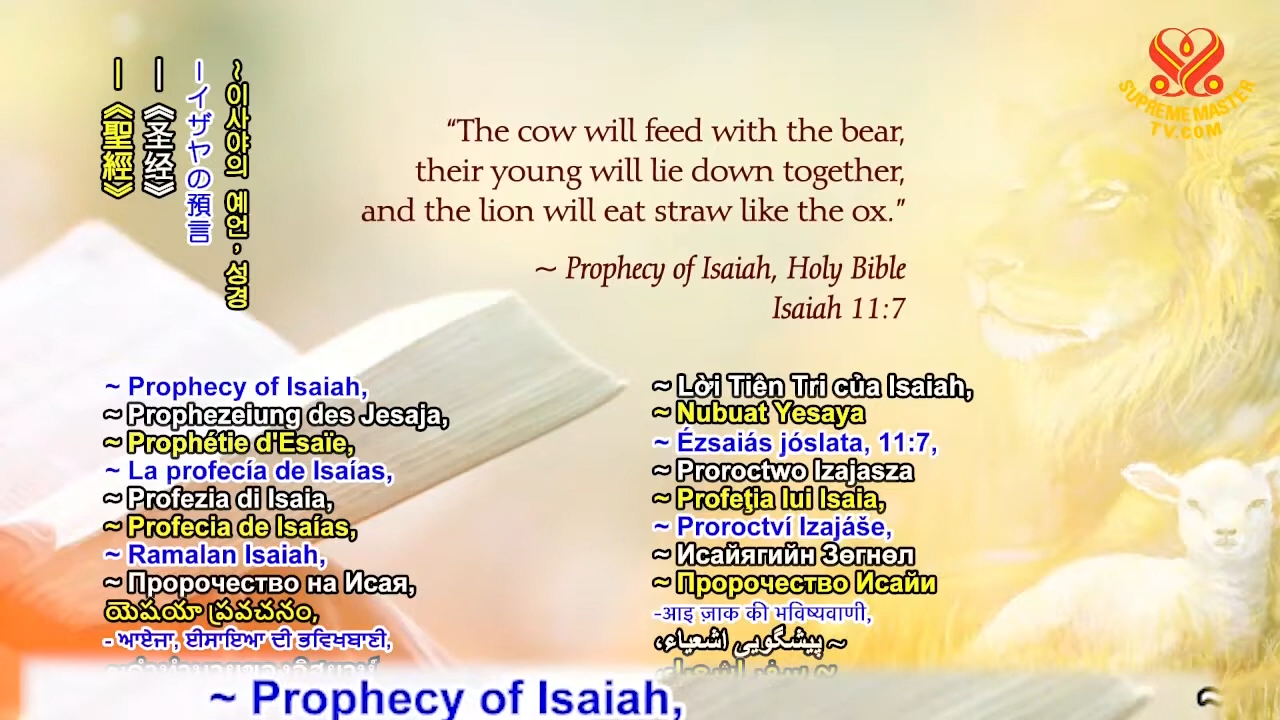 — 《聖經》
— 《圣经》
ーイザヤの預言
~이사야의 예언, 성경
“The cow will feed with the bear,
their young will lie down together,
and the lion will eat straw like the ox.”
~ Prophecy of Isaiah, Holy Bible
Isaiah 11:7
SUPREME MASTER
TV.COM
~ Prophecy of Isaiah,
~ Prophezeiung des Jesaja,
~ Prophétie d'Esaïe,
~ La profecía de Isaías,
~ Profezia di Isaia,
~ Profecia de Isaías,
~ Ramalan Isaiah,
~ Пророчество на Исая,
యెషయా ప్రవచనం,
- ਆਏਜਾ, ਈਸਾਇਆ ਦੀ ਭਵਿਖਬਾਣੀ,
~ Lời Tiên Tri của Isaiah,
~ Nubuat Yesaya
~ Ézsaiás jóslata, 11:7,
~ Proroctwo Izajasza
~ Profeţia lui Isaia,
~ Proroctví Izajáše,
~ Исайягийн Зөгнөл
~ Пророчество Исайи
-आइ ज़ाक की भविष्यवाणी,
~ پیشگویی اشعیاء،
~ Prophecy of Isaiah,